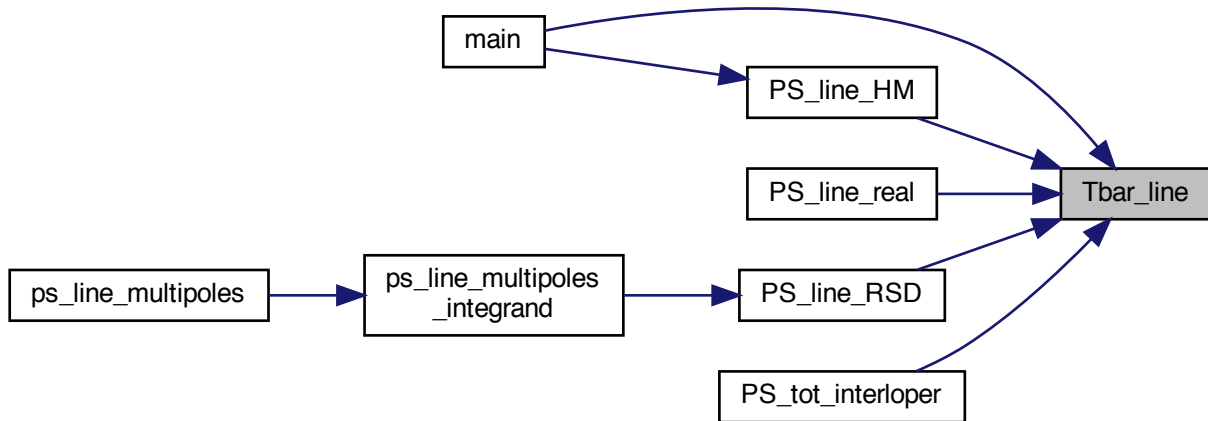 main
PS_line_HM
PS_line_real
Tbar_line
ps_line_multipoles
ps_line_multipoles
_integrand
PS_line_RSD
PS_tot_interloper